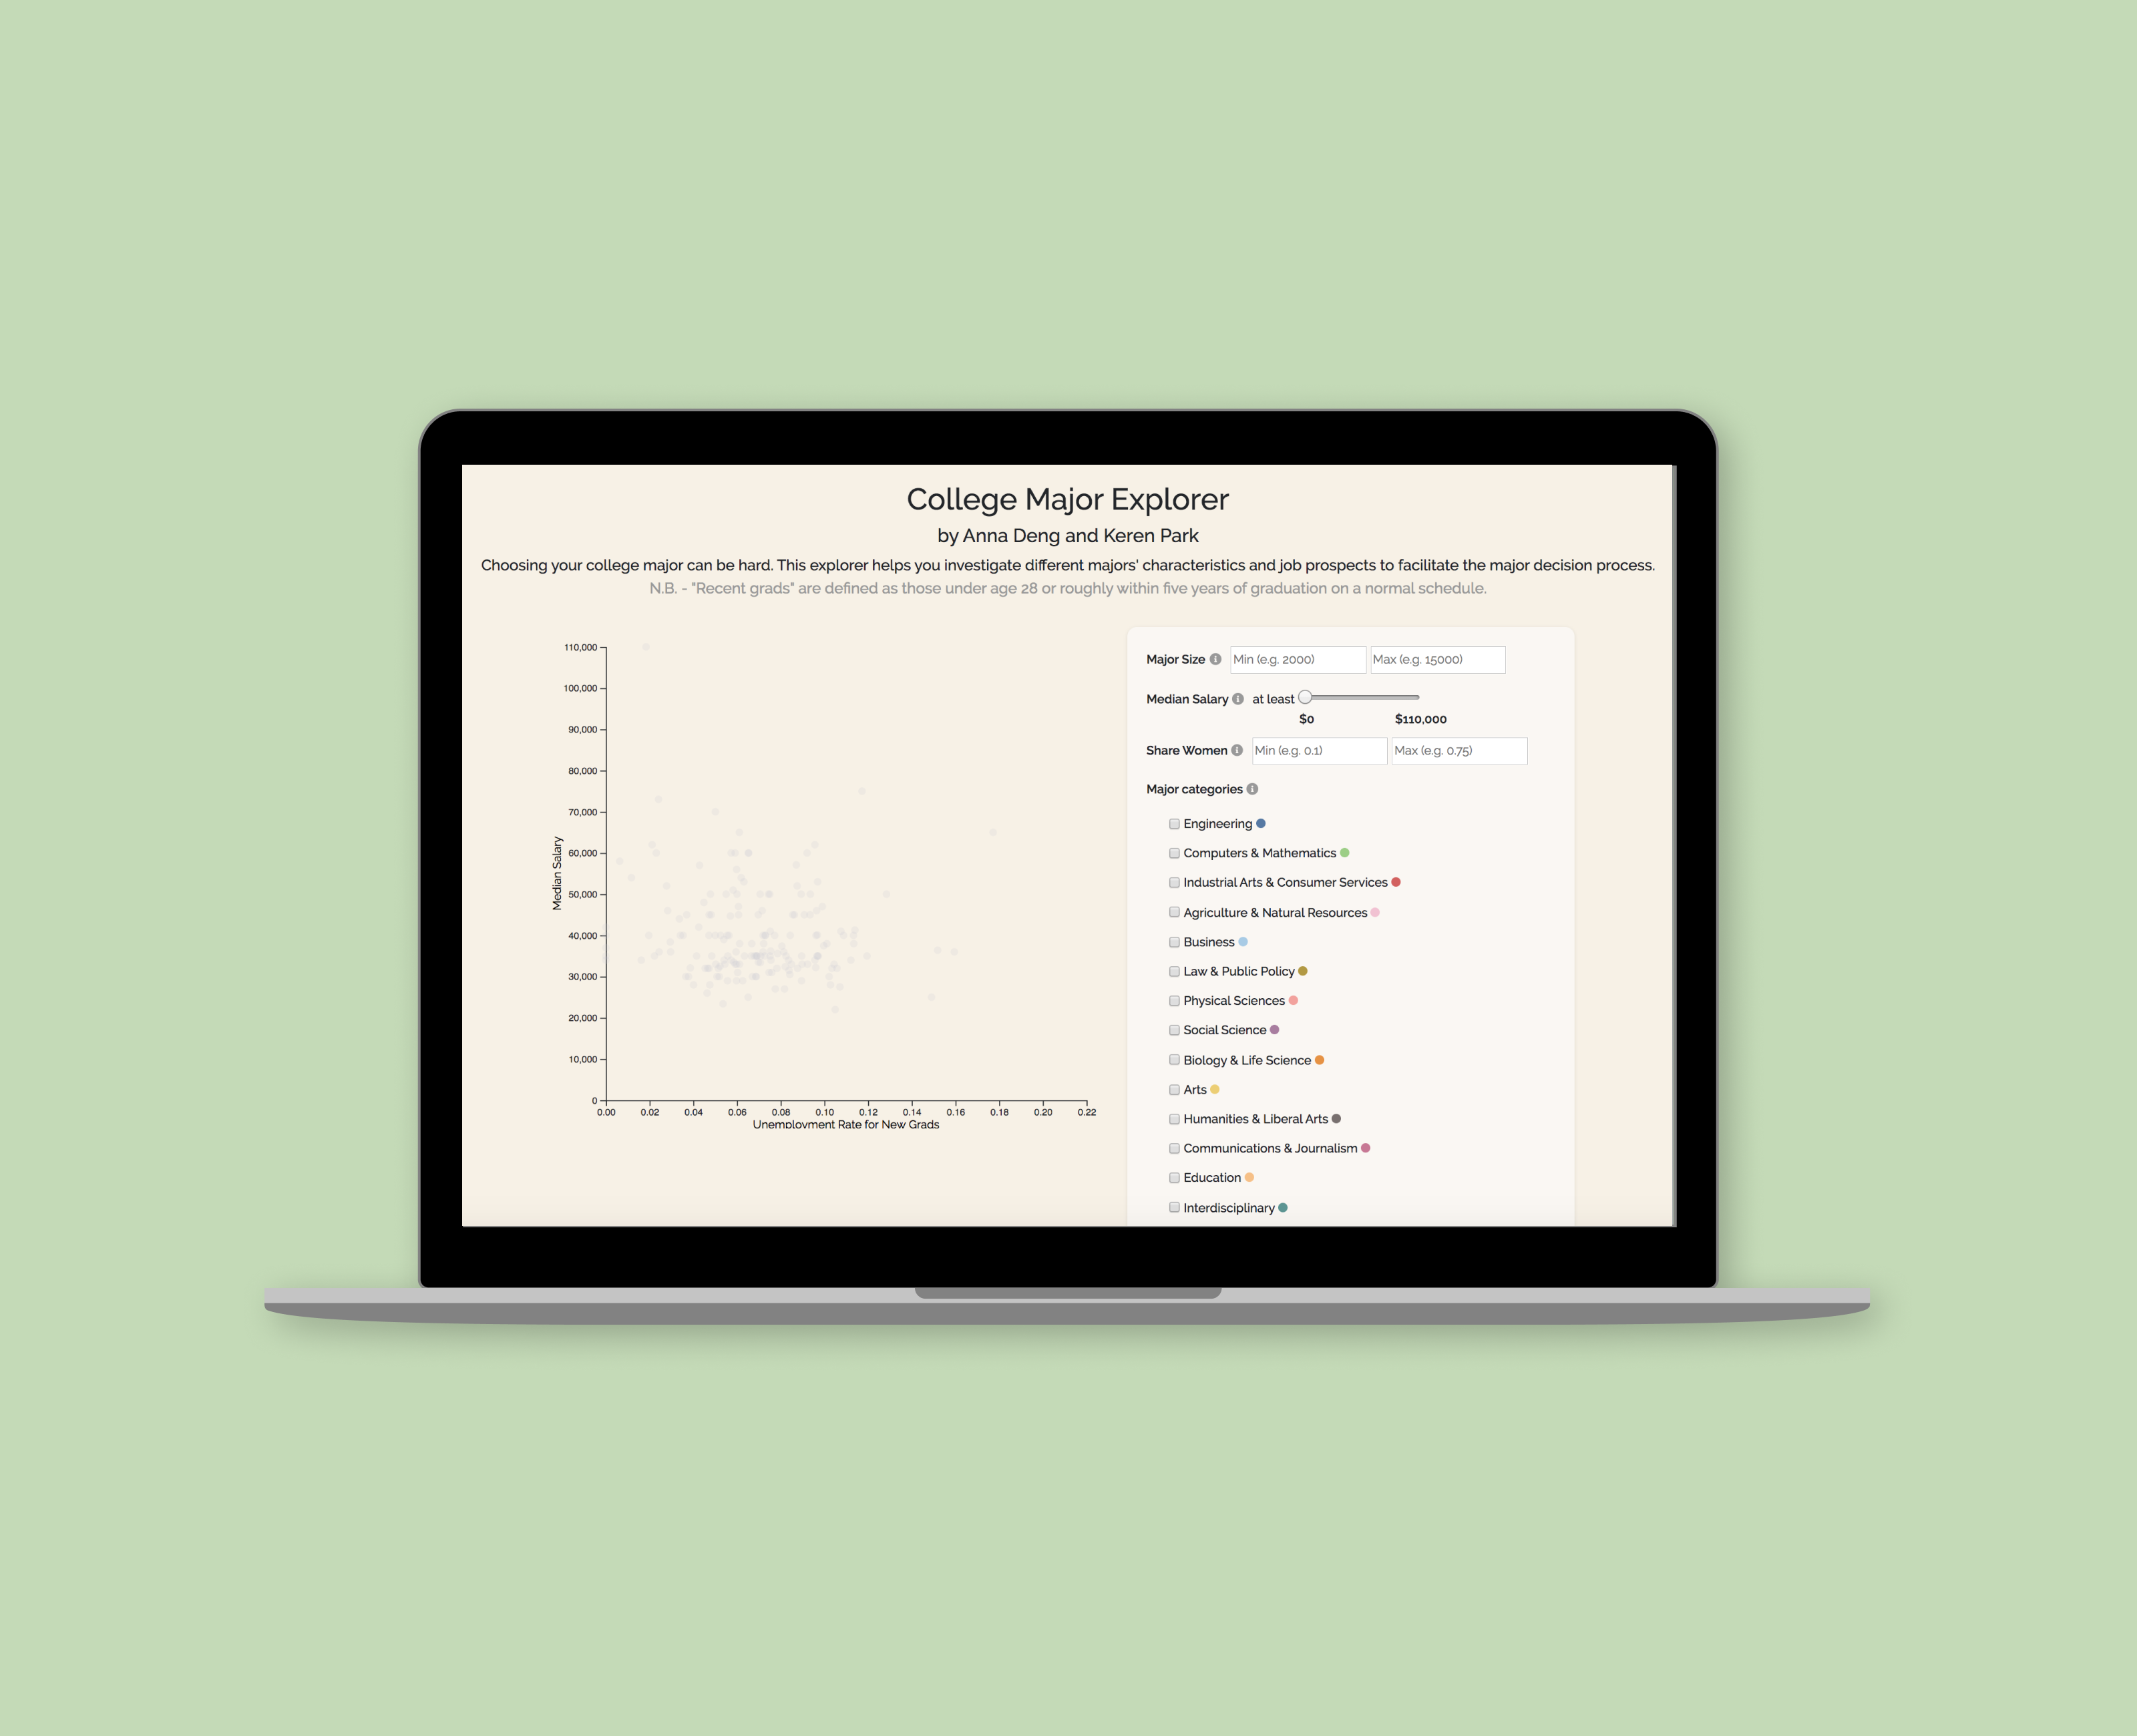 College Major Explorer
by Anna Deng and Keren Park
Choosing your college major can be hard. This explorer helps you investigate different majors' characteristics and job prospects to facilitate the major decision process.
N.B. - "Recent grads" are defined as those under age 28 or roughly within five years of graduation on a normal schedule.
110,000
100,000
90,000
80,000
70,000
60,000
50,000
40,000
30,000
20,000
10,000
0
Median Salary
0.00 0.02 0.04 0.06 0.08 0.10 0.12 0.14 0.16 0.18 0.20 0.22
Unemployment Rate for New Grads
Major Size i Min (e.g. 2000) Max (e.g. 15000)
Median Salary i at least
$0 $110,000
Share Women i Min (e.g. 0.1) Max (e.g. 0.75)
Major categories i
Engineering
Computers & Mathematics
Industrial Arts & Consumer Services
Agriculture & Natural Resources
Business
Law & Public Policy
Physical Sciences
Social Science
Biology & Life Science
Arts
Humanities & Liberal Arts
Communications & Journalism
Education
Interdisciplinary